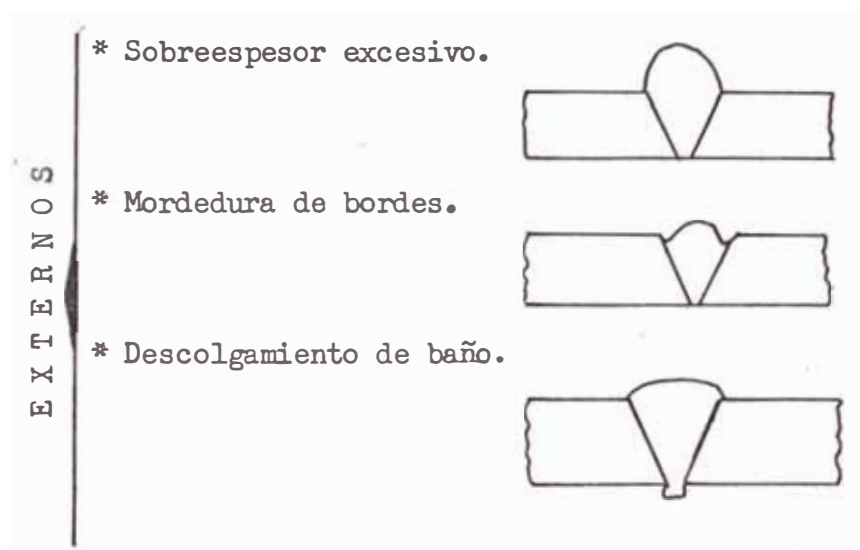 EXTERNOS
* Sobreespesor excesivo.
* Mordedura de bordes.
* Descolgamiento de baño.